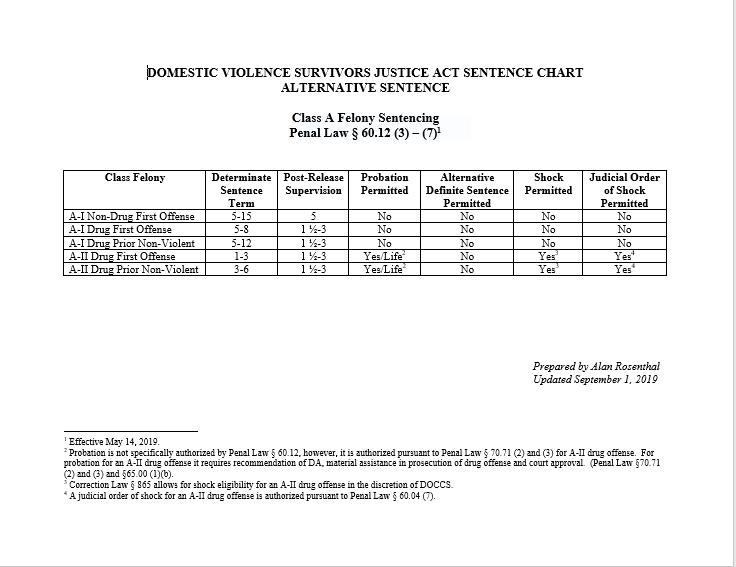 DOMESTIC VIOLENCE SURVIVORS JUSTICE ACT SENTENCE CHART
ALTERNATIVE SENTENCE
Class A Felony Sentencing
Penal Law § 60.12 (3) – (7)¹
Class Felony Determinate Sentence Term Post-Release Supervision Probation Permitted Alternative Definite Sentence Permitted Shock Permitted Judicial Order of Shock Permitted
A-I Non-Drug First Offense 5-15 5 No No No No
A-I Drug First Offense 5-8 1 ½-3 No No No No
A-I Drug Prior Non-Violent 5-12 1 ½-3 No No No No
A-II Drug First Offense 1-3 1 ½-3 Yes/Life² No Yes³ Yes⁴
A-II Drug Prior Non-Violent 3-6 1 ½-3 Yes/Life² No Yes³ Yes⁴
Prepared by Alan Rosenthal
Updated September 1, 2019
¹ Effective May 14, 2019.
² Probation is not specifically authorized by Penal Law § 60.12, however, it is authorized pursuant to Penal Law § 70.71 (2) and (3) for A-II drug offense. For
probation for an A-II drug offense it requires recommendation of DA, material assistance in prosecution of drug offense and court approval. (Penal Law §70.71
(2) and (3) and §65.00 (1)(b).
³ Correction Law § 865 allows for shock eligibility for an A-II drug offense in the discretion of DOCCS.
⁴ A judicial order of shock for an A-II drug offense is authorized pursuant to Penal Law § 60.04 (7).